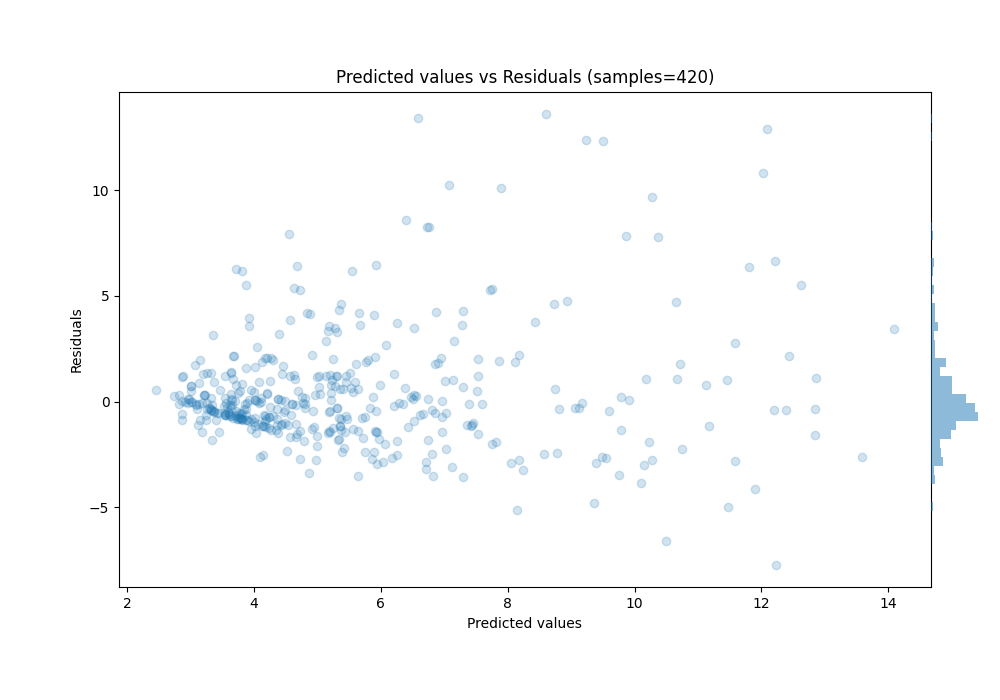 Predicted values vs Residuals (samples=420)
10
5
0
−5
Residuals
2 4 6 8 10 12 14
Predicted values